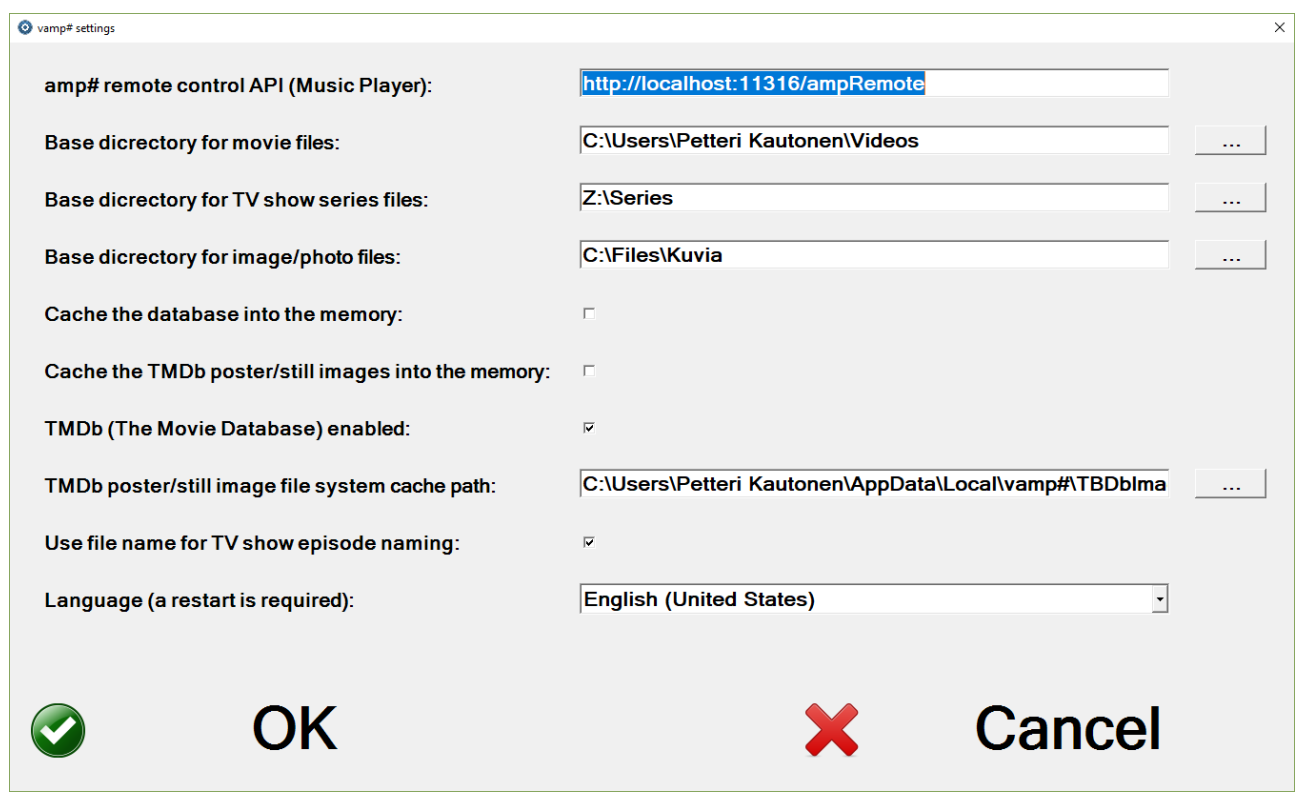 vamp# settings
amp# remote control API (Music Player): http://localhost:11316/ampRemote
Base dicrectory for movie files: C:\Users\Petteri Kautonen\Videos ...
Base dicrectory for TV show series files: Z:\Series ...
Base dicrectory for image/photo files: C:\Files\Kuvia ...
Cache the database into the memory:
Cache the TMDb poster/still images into the memory:
TMDb (The Movie Database) enabled:
TMDb poster/still image file system cache path: C:\Users\Petteri Kautonen\AppData\Local\vamp#\TBDbIma ...
Use file name for TV show episode naming:
Language (a restart is required): English (United States)
OK Cancel